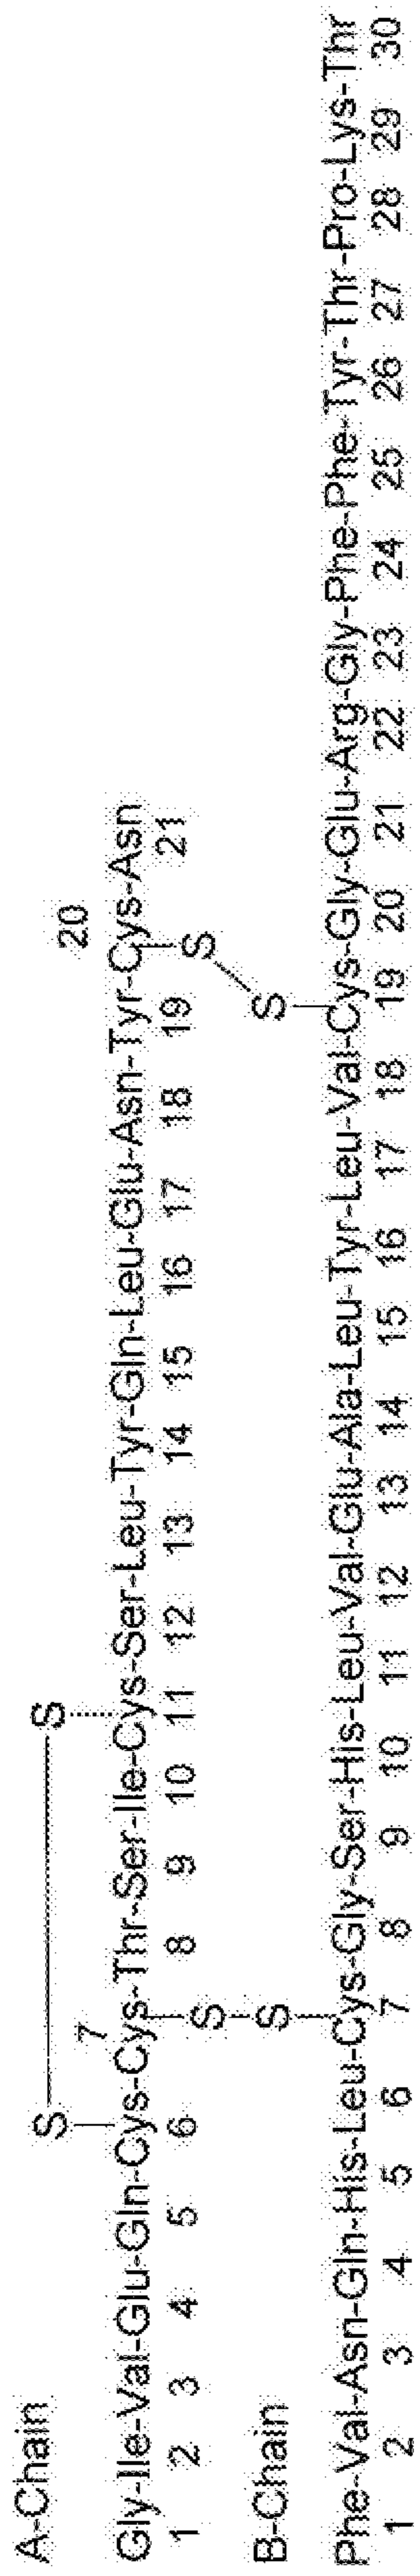 A-Chain
S S
7 20
Gly-Ile-Val-Glu-Gln-Cys-Cys-Thr-Ser-Ile-Cys-Ser-Leu-Tyr-Gln-Leu-Glu-Asn-Tyr-Cys-Asn
1 2 3 4 5 6 8 9 10 11 12 13 14 15 16 17 18 19 21
S S
B-Chain
S S
Phe-Val-Asn-Gln-His-Leu-Cys-Gly-Ser-His-Leu-Val-Glu-Ala-Leu-Tyr-Leu-Val-Cys-Gly-Glu-Arg-Gly-Phe-Phe-Tyr-Thr-Pro-Lys-Thr
1 2 3 4 5 6 7 8 9 10 11 12 13 14 15 16 17 18 19 20 21 22 23 24 25 26 27 28 29 30